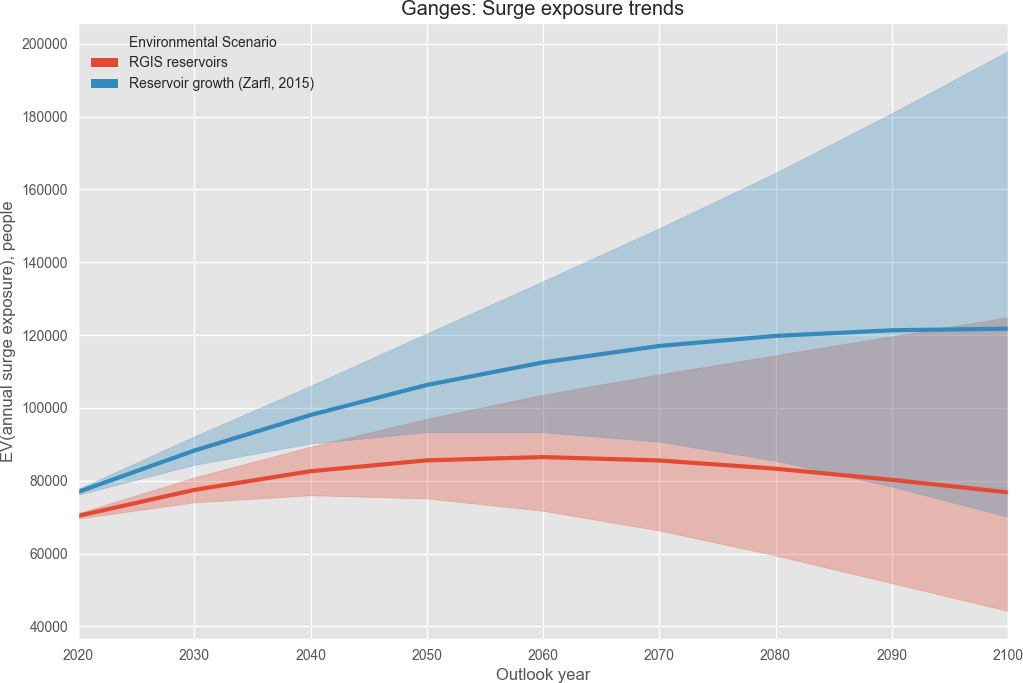 Ganges: Surge exposure trends
Environmental Scenario
RGIS reservoirs
Reservoir growth (Zarfl, 2015)
EV(annual surge exposure), people
200000
180000
160000
140000
120000
100000
80000
60000
40000
2020 2030 2040 2050 2060 2070 2080 2090 2100
Outlook year